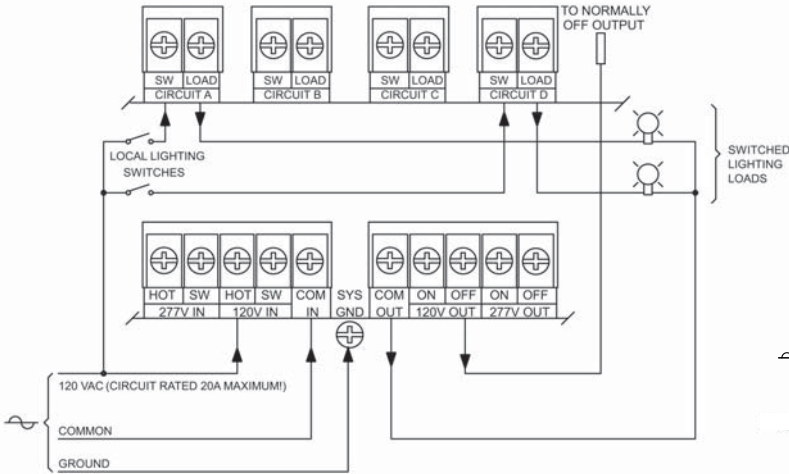 TO NORMALLY
OFF OUTPUT
SW LOAD SW LOAD SW LOAD SW LOAD
CIRCUIT A CIRCUIT B CIRCUIT C CIRCUIT D
LOCAL LIGHTING
SWITCHES
SWITCHED
LIGHTING
LOADS
HOT SW HOT SW COM SYS COM ON OFF ON OFF
277V IN 120V IN IN GND OUT 120V OUT 277V OUT
120 VAC (CIRCUIT RATED 20A MAXIMUM!)
COMMON
GROUND